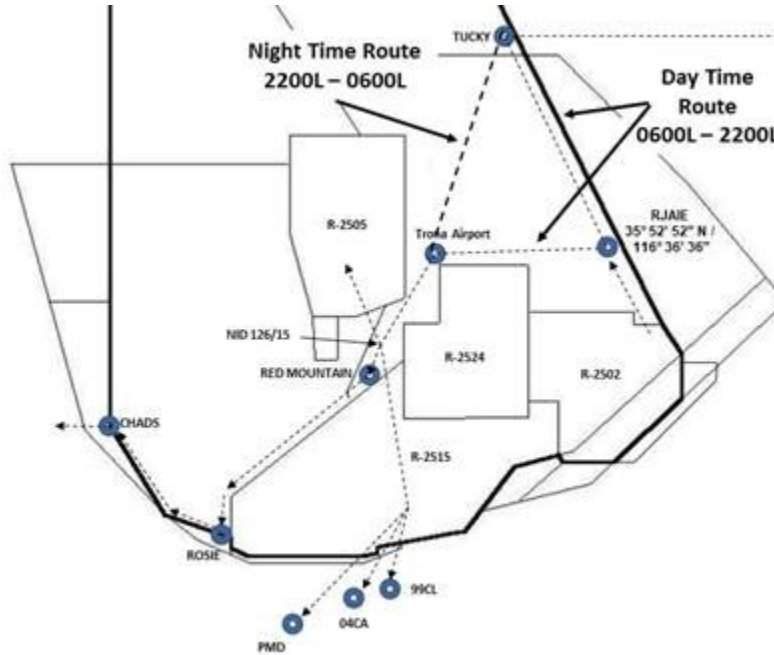 TUCKY
Night Time Route
2200L – 0600L
Day Time
Route
0600L – 2200L
R-2505
RJAIE
35° 52' 52" N /
116° 36' 36"
Trona Airport
NID 126/15
R-2524
RED MOUNTAIN
R-2502
CHADS
R-2515
ROSIE
99CL
04CA
PMD